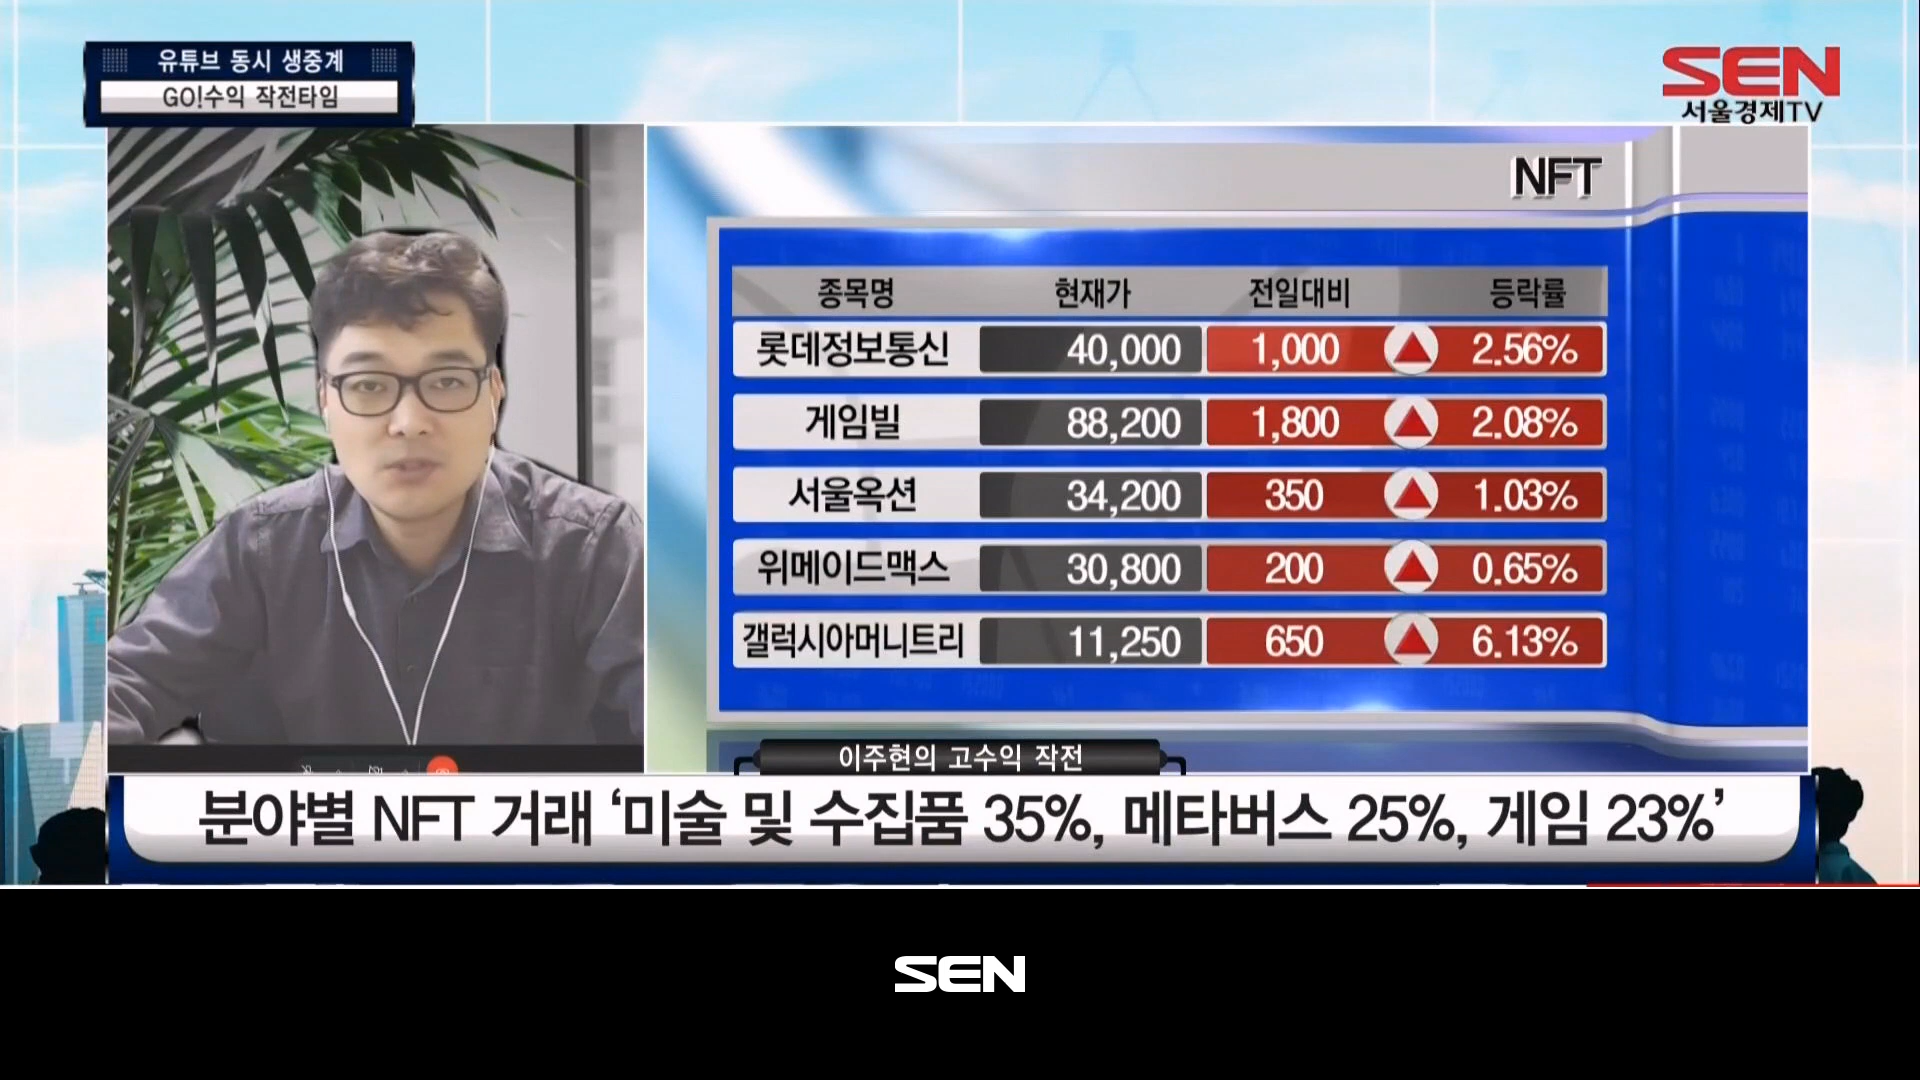 유튜브 동시 생중계
GO!수익 작전타임
SEN
서울경제TV
NFT
종목명 현재가 전일대비 등락률
롯데정보통신 40,000 1,000 2.56%
게임빌 88,200 1,800 2.08%
서울옥션 34,200 350 1.03%
위메이드맥스 30,800 200 0.65%
갤럭시아머니트리 11,250 650 6.13%
이주현의 고수익 작전
분야별 NFT 거래 ‘미술 및 수집품 35%, 메타버스 25%, 게임 23%’
SEN